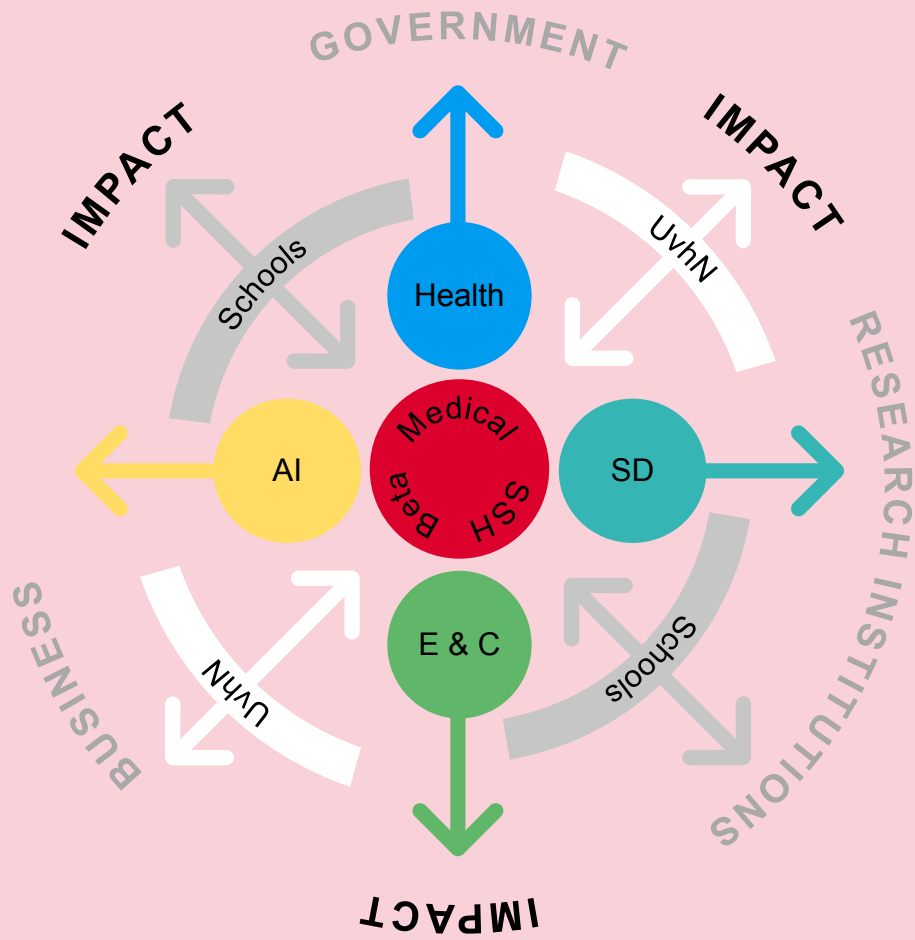 GOVERNMENT
IMPACT
IMPACT
Schools
UvhN
Health
RESEARCH INSTITUTIONS
Medical
AI
SD
Beta
SSH
BUSINESS
E & C
UvhN
Schools
IMPACT